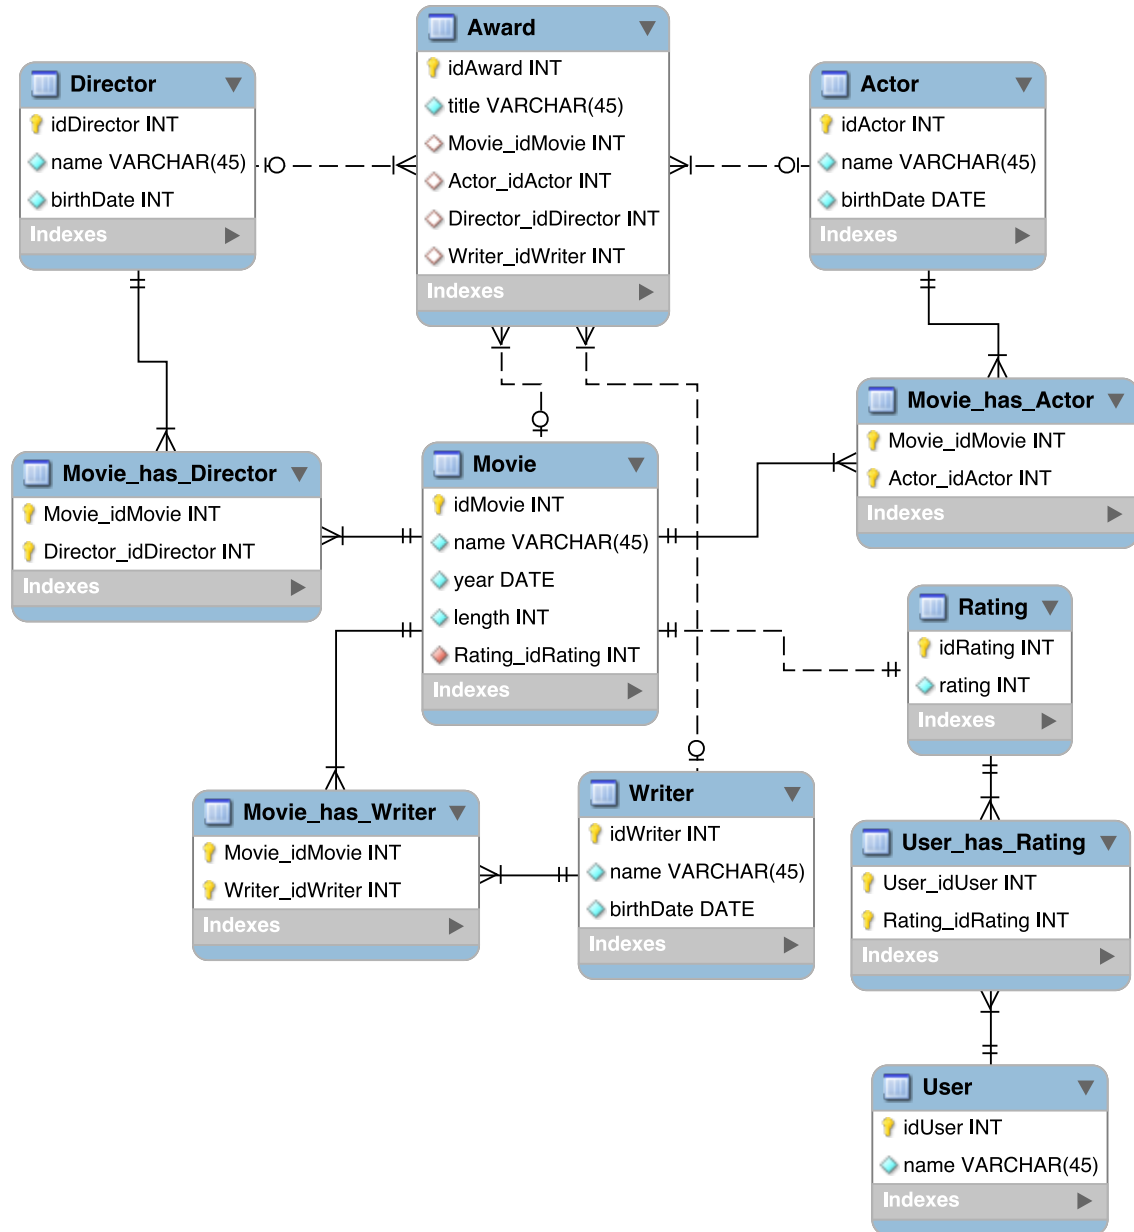 Award
idAward INT
title VARCHAR(45)
Movie_idMovie INT
Actor_idActor INT
Director_idDirector INT
Writer_idWriter INT
Indexes
Director
idDirector INT
name VARCHAR(45)
birthDate INT
Indexes
Actor
idActor INT
name VARCHAR(45)
birthDate DATE
Indexes
Movie_has_Actor
Movie_idMovie INT
Actor_idActor INT
Indexes
Movie_has_Director
Movie_idMovie INT
Director_idDirector INT
Indexes
Movie
idMovie INT
name VARCHAR(45)
year DATE
length INT
Rating_idRating INT
Indexes
Rating
idRating INT
rating INT
Indexes
Movie_has_Writer
Movie_idMovie INT
Writer_idWriter INT
Indexes
Writer
idWriter INT
name VARCHAR(45)
birthDate DATE
Indexes
User_has_Rating
User_idUser INT
Rating_idRating INT
Indexes
User
idUser INT
name VARCHAR(45)
Indexes